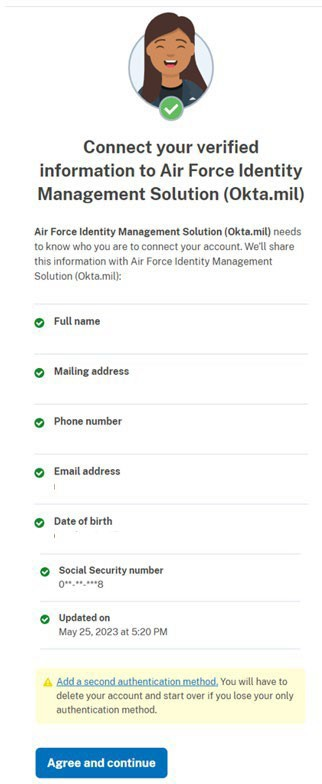 Connect your verified
information to Air Force Identity
Management Solution (Okta.mil)
Air Force Identity Management Solution (Okta.mil) needs
to know who you are to connect your account. We'll share
this information with Air Force Identity Management
Solution (Okta.mil):
Full name
Mailing address
Phone number
Email address
Date of birth
Social Security number
0**-**-***8
Updated on
May 25, 2023 at 5:20 PM
Add a second authentication method. You will have to
delete your account and start over if you lose your only
authentication method.
Agree and continue